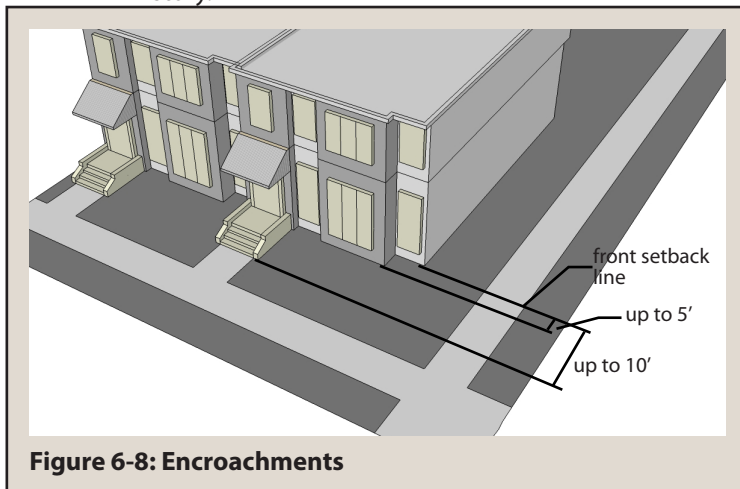 front setback
line
up to 5’
up to 10’
Figure 6-8: Encroachments